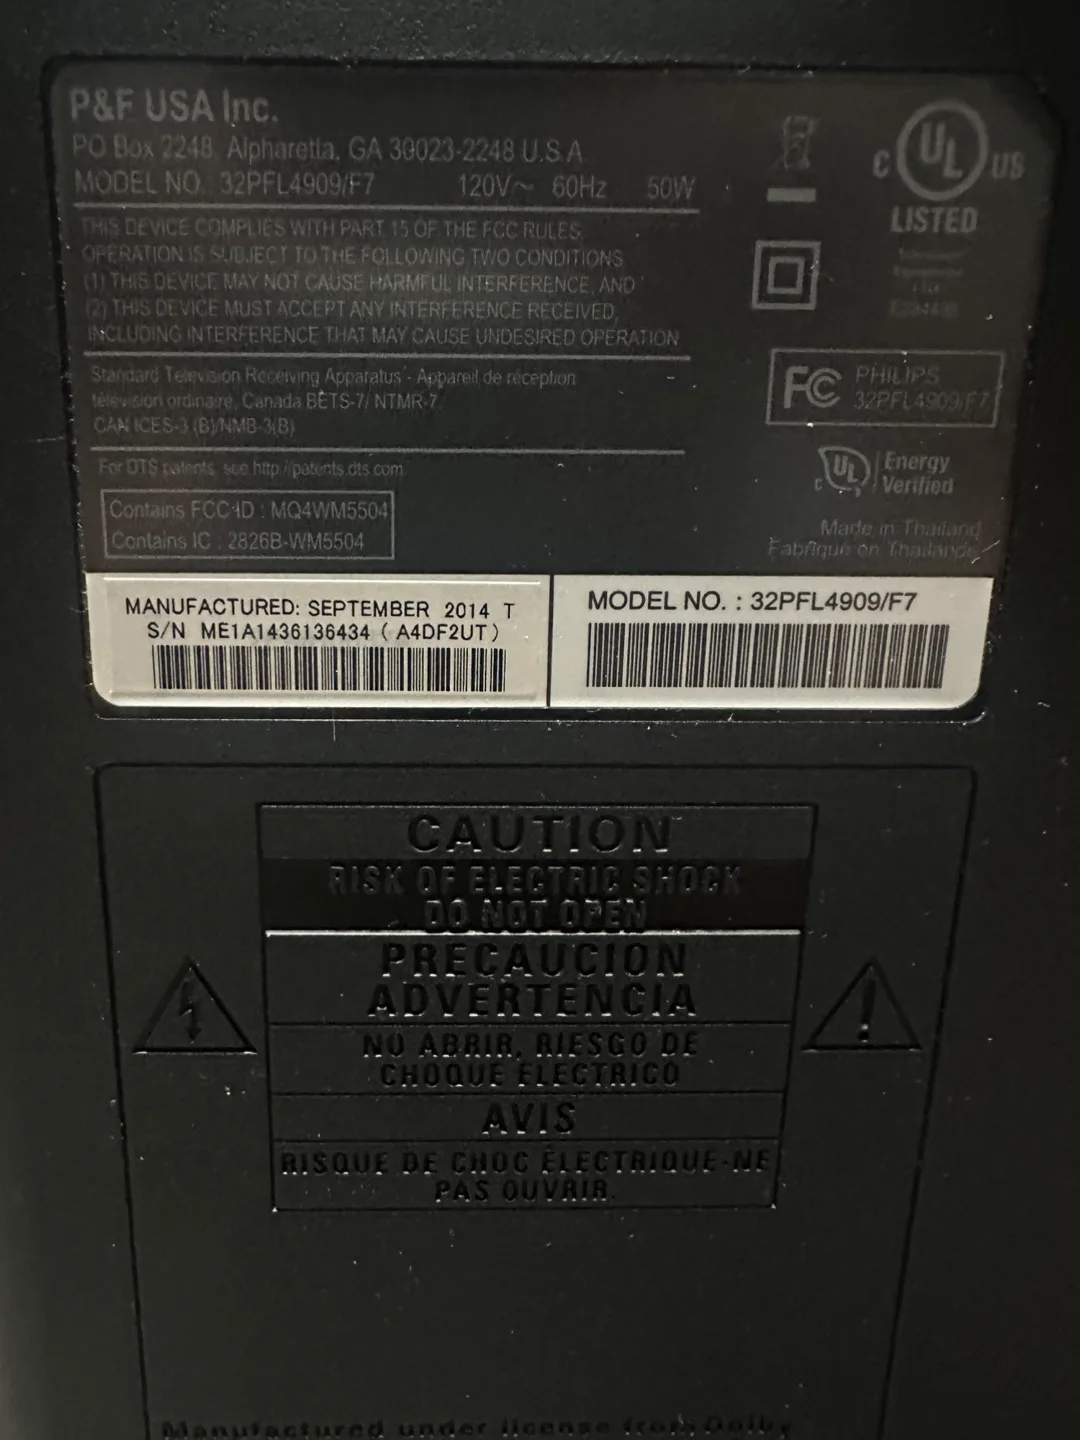 P&F USA Inc.
PO Box 2248 Alpharetta, GA 30023-2248 U.S.A
MODEL NO. 32PFL4909/F7 120V~ 60Hz 50W
THIS DEVICE COMPLIES WITH PART 15 OF THE FCC RULES
OPERATION IS SUBJECT TO THE FOLLOWING TWO CONDITIONS
(1) THIS DEVICE MAY NOT CAUSE HARMFUL INTERFERENCE, AND
(2) THIS DEVICE MUST ACCEPT ANY INTERFERENCE RECEIVED,
INCLUDING INTERFERENCE THAT MAY CAUSE UNDESIRED OPERATION
Standard Television Receiving Apparatus - Appareil de réception
télévision ordinaire, Canada BETS-7/ NTMR-7
CAN ICES-3 (B)/NMB-3(B)
For DTS patents, see http://patents.dts.com
Contains FCC ID : MQ4WM5504
Contains IC : 2826B-WM5504
C UL US
LISTED
FC PHILIPS
32PFL4909/F7
C UL Energy
Verified
Made in Thailand
Fabriqué en Thaïlande
MANUFACTURED: SEPTEMBER 2014 T
S/N ME1A1436136434 ( A4DF2UT )
MODEL NO. : 32PFL4909/F7
CAUTION
RISK OF ELECTRIC SHOCK
DO NOT OPEN
PRECAUCION
ADVERTENCIA
NO ABRIR, RIESGO DE
CHOQUE ELECTRICO
AVIS
RISQUE DE CHOC ÉLECTRIQUE-NE
PAS OUVRIR.
Manufactured under license from Dolby